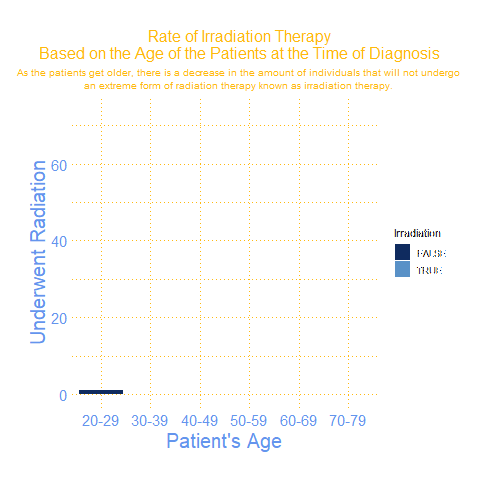 Rate of Irradiation Therapy
Based on the Age of the Patients at the Time of Diagnosis
As the patients get older, there is a decrease in the amount of individuals that will not undergo
an extreme form of radiation therapy known as irradiation therapy.
Underwent Radiation
60
40
20
0
20-29 30-39 40-49 50-59 60-69 70-79
Patient's Age
Irradiation
FALSE
TRUE